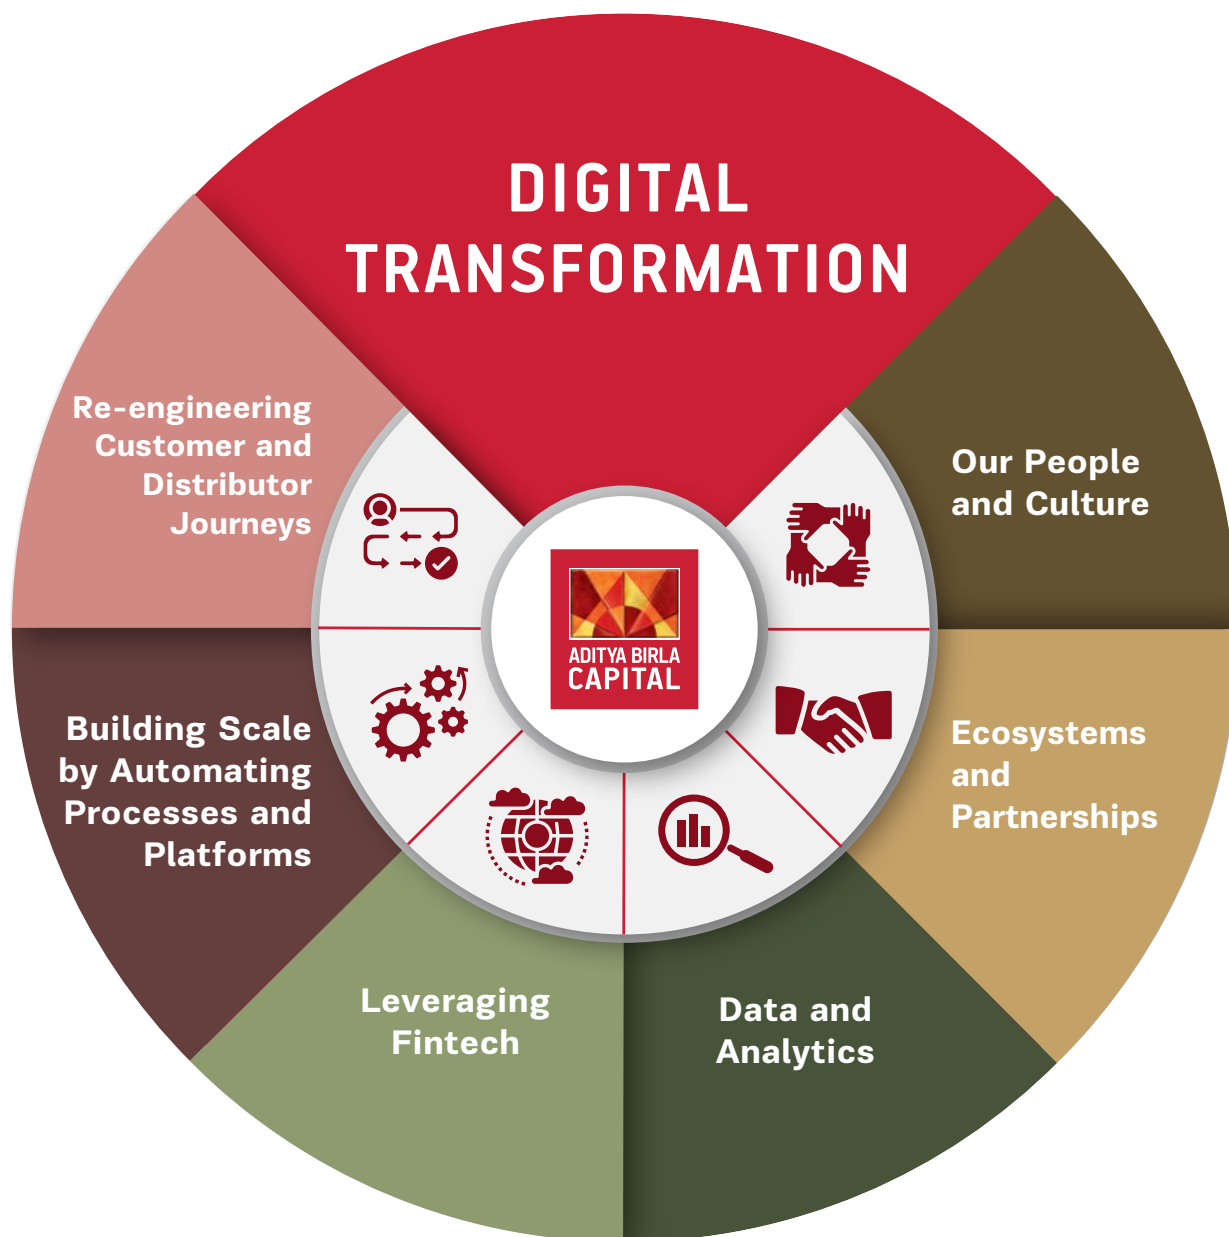 DIGITAL
TRANSFORMATION
Re-engineering
Customer and
Distributor
Journeys
Our People
and Culture
ADITYA BIRLA
CAPITAL
Building Scale
by Automating
Processes and
Platforms
Ecosystems
and
Partnerships
Leveraging
Fintech
Data and
Analytics